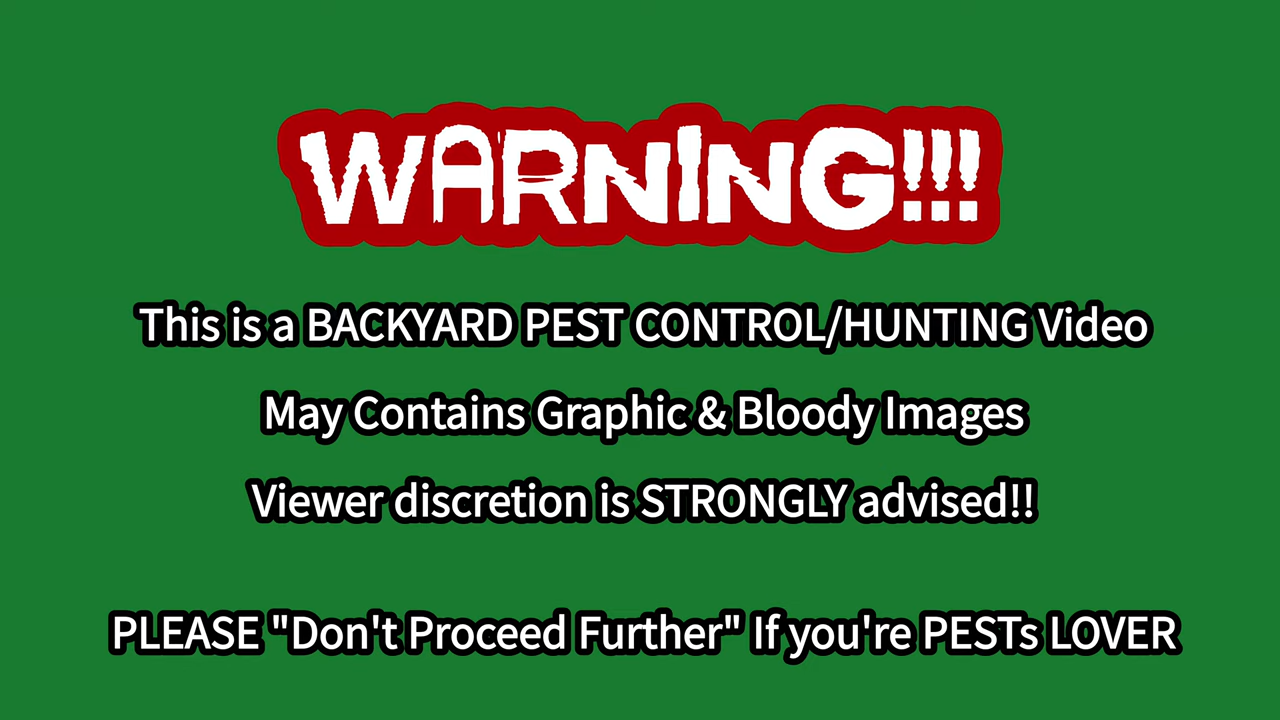 WARNING!!!
This is a BACKYARD PEST CONTROL/HUNTING Video
May Contains Graphic & Bloody Images
Viewer discretion is STRONGLY advised!!
PLEASE "Don't Proceed Further" If you're PESTs LOVER